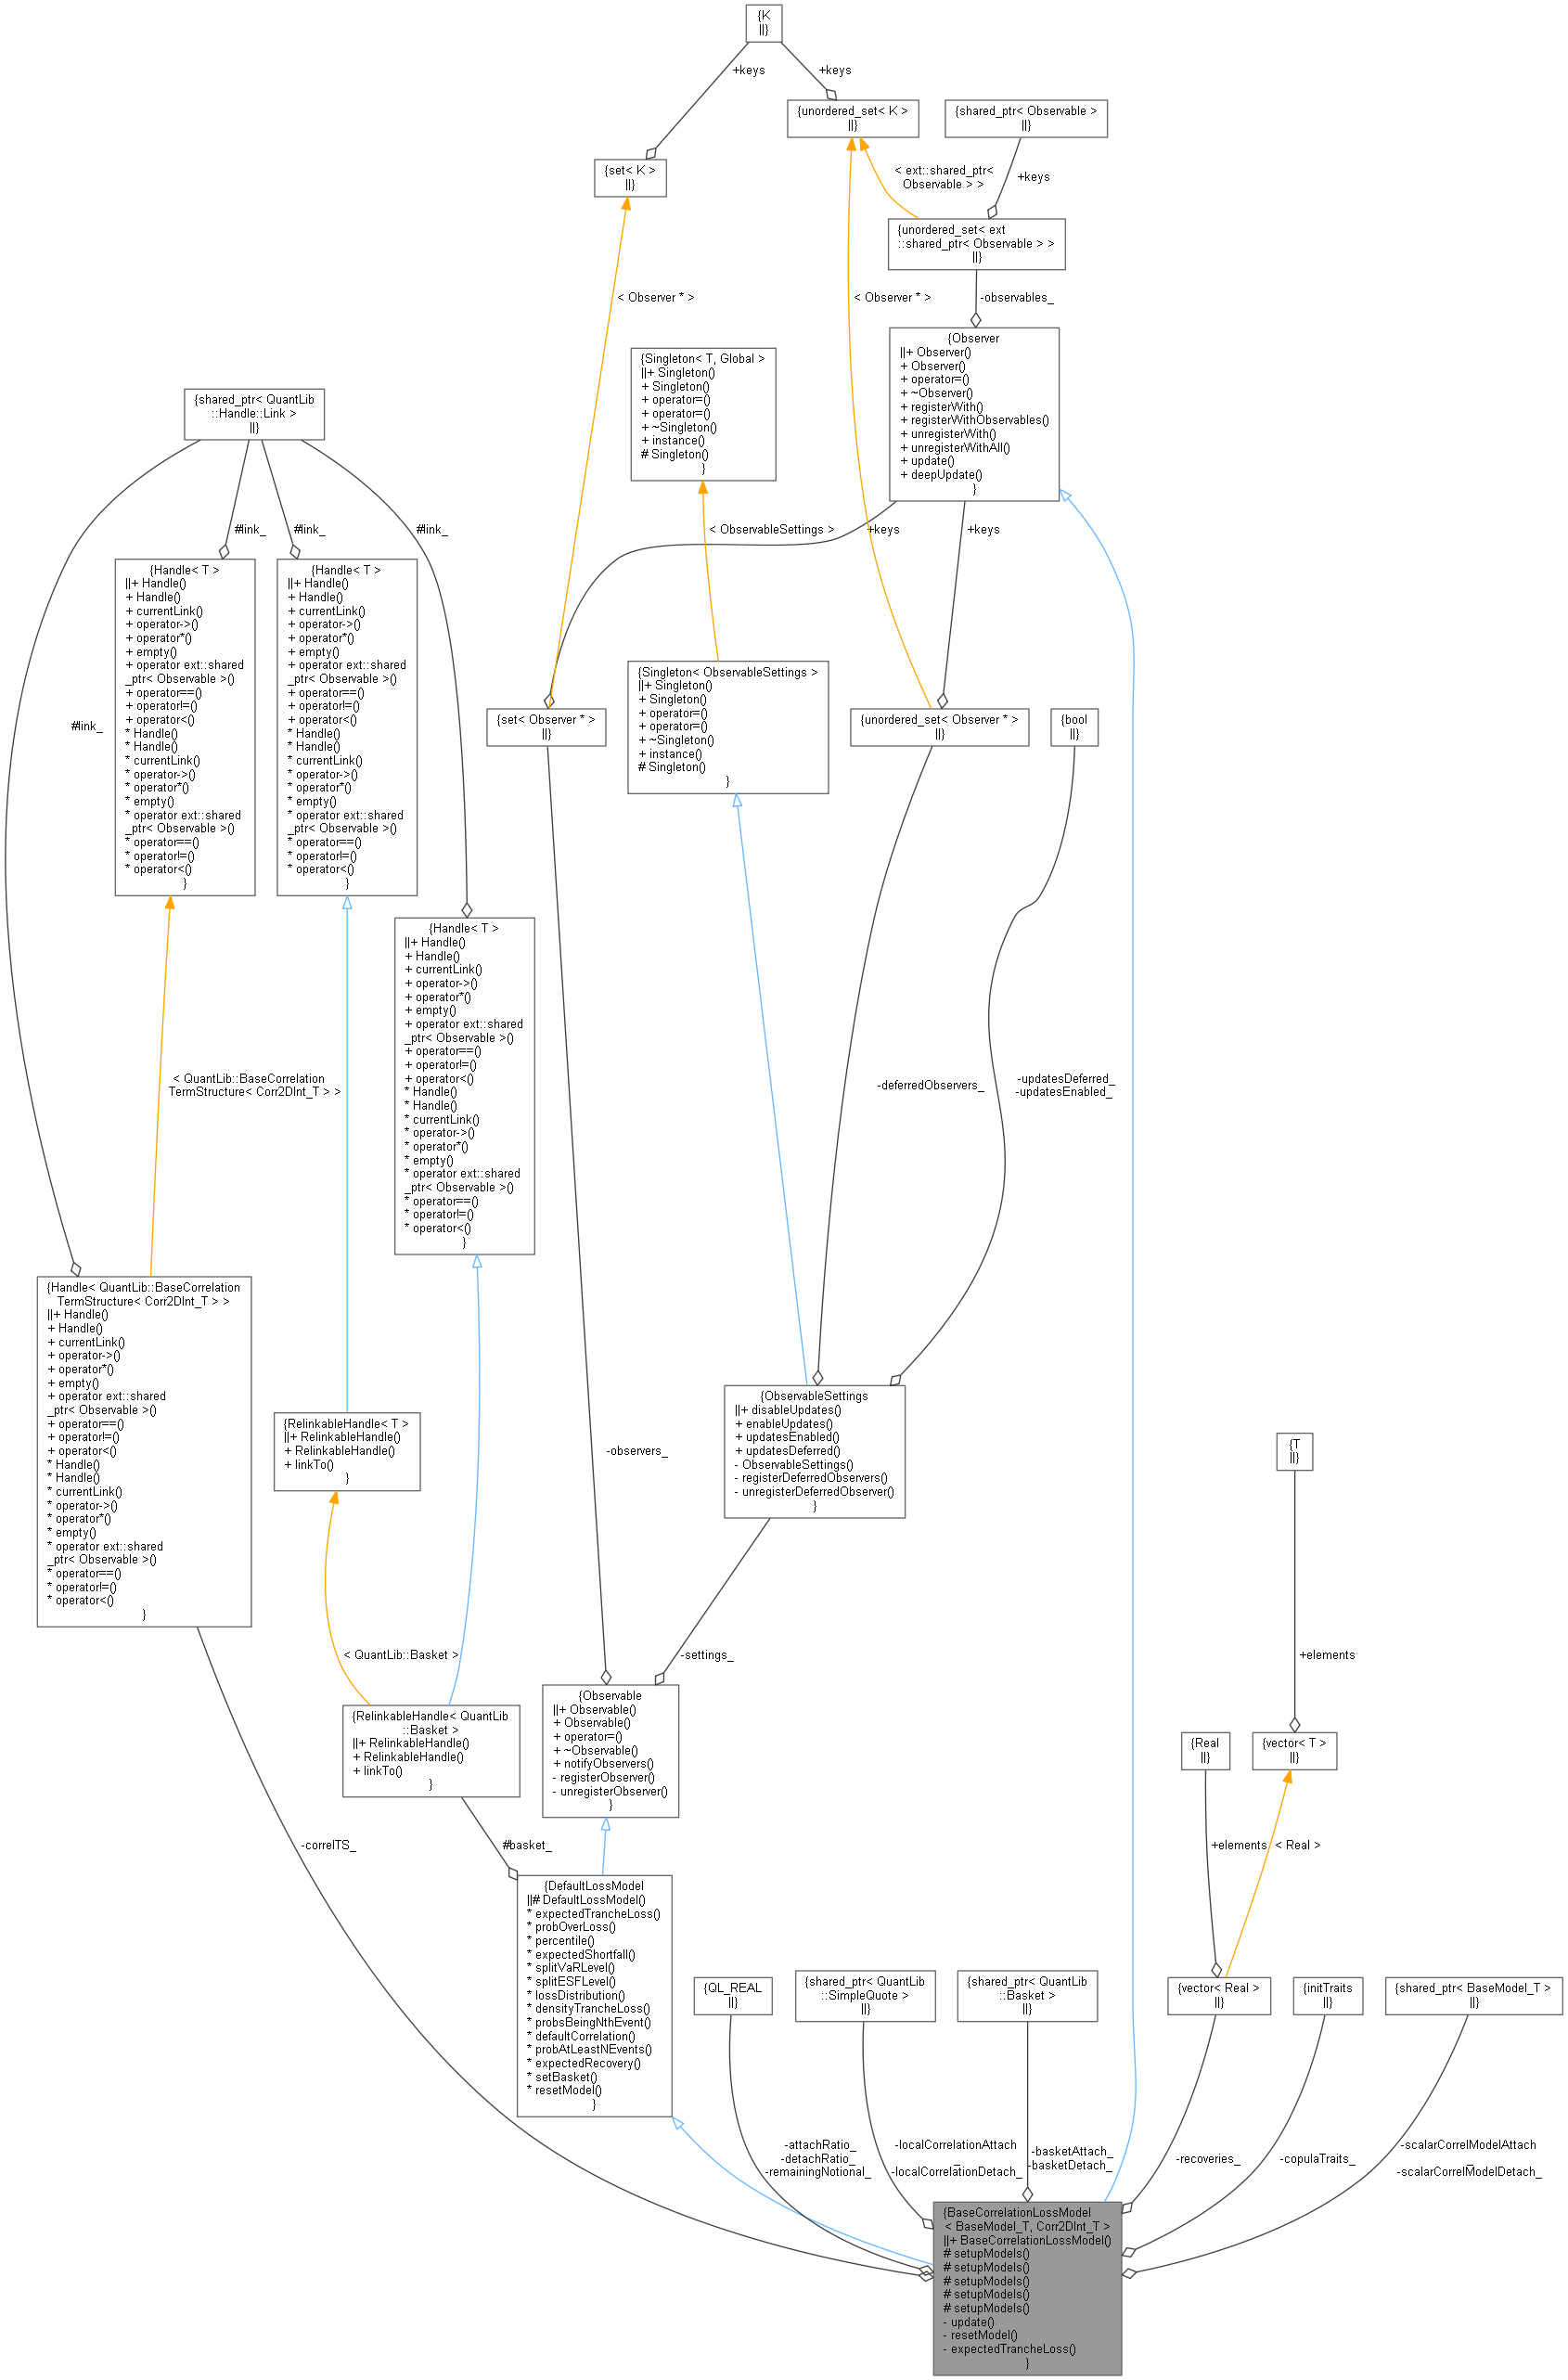 {K
||}
+keys
+keys
{unordered_set< K >
||}
{shared_ptr< Observable >
||}
{set< K >
||}
< ext::shared_ptr<
Observable > >
+keys
{unordered_set< ext
::shared_ptr< Observable > >
||}
< Observer * >
< Observer * >
-observables_
{Observer
||+ Observer()
+ Observer()
+ operator=()
+ ~Observer()
+ registerWith()
+ registerWithObservables()
+ unregisterWith()
+ unregisterWithAll()
+ update()
+ deepUpdate()
}
{Singleton< T, Global >
||+ Singleton()
+ Singleton()
+ operator=()
+ operator=()
+ ~Singleton()
+ instance()
# Singleton()
}
{shared_ptr< QuantLib
::Handle::Link >
||}
#link_
#link_
#link_
< ObservableSettings >
+keys
+keys
{Handle< T >
||+ Handle()
+ Handle()
+ currentLink()
+ operator->()
+ operator*()
+ empty()
+ operator ext::shared
_ptr< Observable >()
+ operator==()
+ operator!=()
+ operator<()
* Handle()
* Handle()
* currentLink()
* operator->()
* operator*()
* empty()
* operator ext::shared
_ptr< Observable >()
* operator==()
* operator!=()
* operator<()
}
{Handle< T >
||+ Handle()
+ Handle()
+ currentLink()
+ operator->()
+ operator*()
+ empty()
+ operator ext::shared
_ptr< Observable >()
+ operator==()
+ operator!=()
+ operator<()
* Handle()
* Handle()
* currentLink()
* operator->()
* operator*()
* empty()
* operator ext::shared
_ptr< Observable >()
* operator==()
* operator!=()
* operator<()
}
{Singleton< ObservableSettings >
||+ Singleton()
+ Singleton()
+ operator=()
+ operator=()
+ ~Singleton()
+ instance()
# Singleton()
}
#link_
{set< Observer * >
||}
{unordered_set< Observer * >
||}
{bool
||}
{Handle< T >
||+ Handle()
+ Handle()
+ currentLink()
+ operator->()
+ operator*()
+ empty()
+ operator ext::shared
_ptr< Observable >()
+ operator==()
+ operator!=()
+ operator<()
* Handle()
* Handle()
* currentLink()
* operator->()
* operator*()
* empty()
* operator ext::shared
_ptr< Observable >()
* operator==()
* operator!=()
* operator<()
}
< QuantLib::BaseCorrelation
TermStructure< Corr2DInt_T > >
-deferredObservers_
-updatesDeferred_
-updatesEnabled_
{Handle< QuantLib::BaseCorrelation
TermStructure< Corr2DInt_T > >
||+ Handle()
+ Handle()
+ currentLink()
+ operator->()
+ operator*()
+ empty()
+ operator ext::shared
_ptr< Observable >()
+ operator==()
+ operator!=()
+ operator<()
* Handle()
* Handle()
* currentLink()
* operator->()
* operator*()
* empty()
* operator ext::shared
_ptr< Observable >()
* operator==()
* operator!=()
* operator<()
}
{RelinkableHandle< T >
||+ RelinkableHandle()
+ RelinkableHandle()
+ linkTo()
}
{ObservableSettings
||+ disableUpdates()
+ enableUpdates()
+ updatesEnabled()
+ updatesDeferred()
- ObservableSettings()
- registerDeferredObservers()
- unregisterDeferredObserver()
}
-observers_
{T
||}
< QuantLib::Basket >
-settings_
+elements
{RelinkableHandle< QuantLib
::Basket >
||+ RelinkableHandle()
+ RelinkableHandle()
+ linkTo()
}
{Observable
||+ Observable()
+ Observable()
+ operator=()
+ ~Observable()
+ notifyObservers()
- registerObserver()
- unregisterObserver()
}
{Real
||}
{vector< T >
||}
-correlTS_
#basket_
+elements
< Real >
{DefaultLossModel
||# DefaultLossModel()
* expectedTrancheLoss()
* probOverLoss()
* percentile()
* expectedShortfall()
* splitVaRLevel()
* splitESFLevel()
* lossDistribution()
* densityTrancheLoss()
* probsBeingNthEvent()
* defaultCorrelation()
* probAtLeastNEvents()
* expectedRecovery()
* setBasket()
* resetModel()
}
{QL_REAL
||}
{shared_ptr< QuantLib
::SimpleQuote >
||}
{shared_ptr< QuantLib
::Basket >
||}
{vector< Real >
||}
{initTraits
||}
{shared_ptr< BaseModel_T >
||}
-attachRatio_
-detachRatio_
-remainingNotional_
-localCorrelationAttach
_
-localCorrelationDetach_
-basketAttach_
-basketDetach_
-recoveries_
-copulaTraits_
-scalarCorrelModelAttach
_
-scalarCorrelModelDetach_
{BaseCorrelationLossModel
< BaseModel_T, Corr2DInt_T >
||+ BaseCorrelationLossModel()
# setupModels()
# setupModels()
# setupModels()
# setupModels()
# setupModels()
- update()
- resetModel()
- expectedTrancheLoss()
}